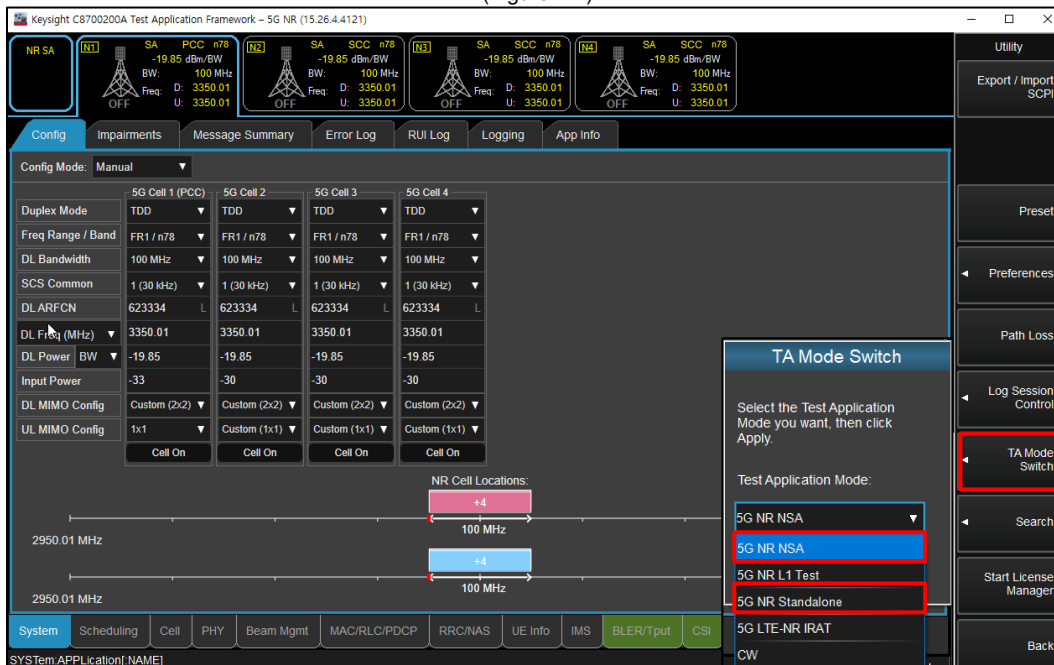 Keysight C8700200A Test Application Framework – 5G NR (15.26.4.4121)
NR SA
N1 SA PCC n78
-19.85 dBm/BW
BW: 100 MHz
Freq: D: 3350.01
OFF U: 3350.01
N2 SA SCC n78
-19.85 dBm/BW
BW: 100 MHz
Freq: D: 3350.01
OFF U: 3350.01
N3 SA SCC n78
-19.85 dBm/BW
BW: 100 MHz
Freq: D: 3350.01
OFF U: 3350.01
N4 SA SCC n78
-19.85 dBm/BW
BW: 100 MHz
Freq: D: 3350.01
OFF U: 3350.01
Config Impairments Message Summary Error Log RUI Log Logging App Info
Config Mode: Manual
5G Cell 1 (PCC) 5G Cell 2 5G Cell 3 5G Cell 4
Duplex Mode TDD TDD TDD TDD
Freq Range / Band FR1 / n78 FR1 / n78 FR1 / n78 FR1 / n78
DL Bandwidth 100 MHz 100 MHz 100 MHz 100 MHz
SCS Common 1 (30 kHz) 1 (30 kHz) 1 (30 kHz) 1 (30 kHz)
DL ARFCN 623334 L 623334 L 623334 L 623334 L
DL Freq (MHz) 3350.01 3350.01 3350.01 3350.01
DL Power BW -19.85 -19.85 -19.85 -19.85
Input Power -33 -30 -30 -30
DL MIMO Config Custom (2x2) Custom (2x2) Custom (2x2) Custom (2x2)
UL MIMO Config 1x1 Custom (1x1) Custom (1x1) Custom (1x1)
Cell On Cell On Cell On Cell On
NR Cell Locations:
+4
100 MHz
2950.01 MHz
+4
100 MHz
2950.01 MHz
System Scheduling Cell PHY Beam Mgmt MAC/RLC/PDCP RRC/NAS UE Info IMS BLER/Tput CSI
SYSTem:APPLication[:NAME]
TA Mode Switch
Select the Test Application
Mode you want, then click
Apply.
Test Application Mode:
5G NR NSA
5G NR NSA
5G NR L1 Test
5G NR Standalone
5G LTE-NR IRAT
CW
Utility
Export / Import
SCPI
Preset
Preferences
Path Loss
Log Session
Control
TA Mode
Switch
Search
Start License
Manager
Back